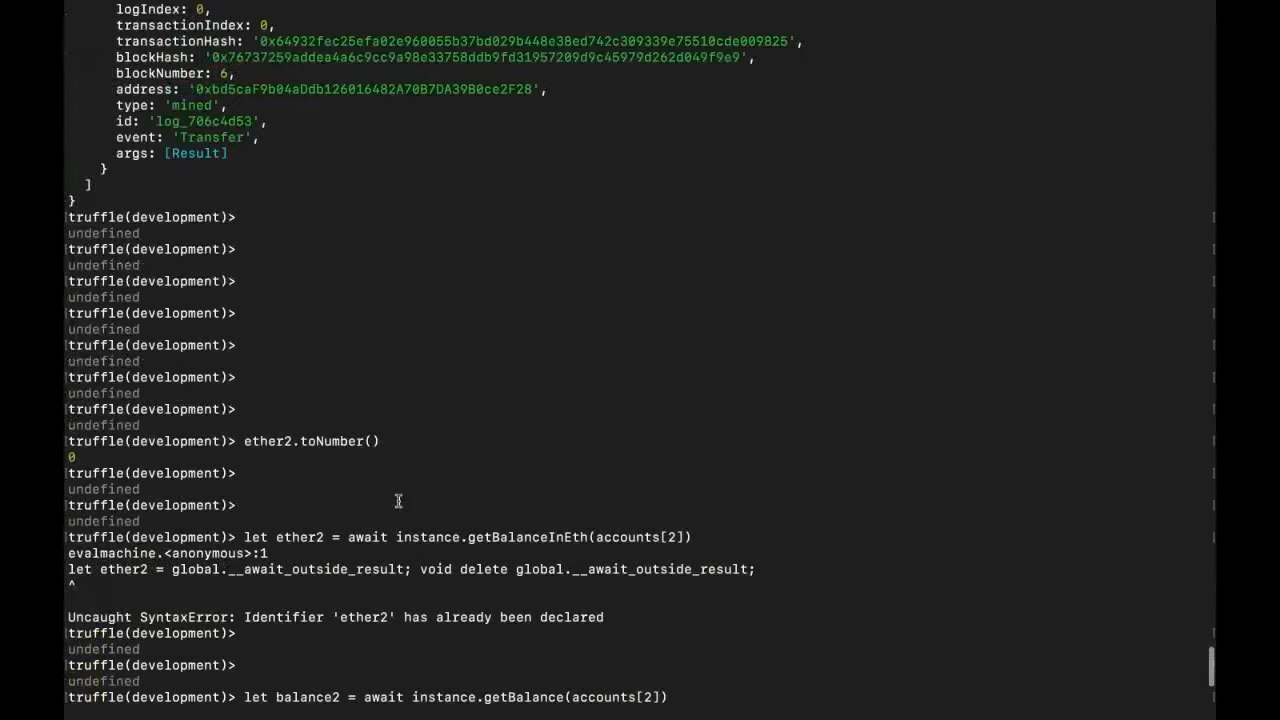 logIndex: 0,
transactionIndex: 0,
transactionHash: '0x64932fec25efa02e960055b37bd029b448e38ed742c309339e75510cde009825',
blockHash: '0x76737259addea4a6c9cc9a98e33758ddb9fd31957209d9c45979d262d049f9e9',
blockNumber: 6,
address: '0xbd5caF9b04aDdb126016482A70B7DA39B0ce2F28',
type: 'mined',
id: 'log_706c4d53',
event: 'Transfer',
args: [Result]
}
]
}
truffle(development)>
undefined
truffle(development)>
undefined
truffle(development)>
undefined
truffle(development)>
undefined
truffle(development)>
undefined
truffle(development)>
undefined
truffle(development)>
undefined
truffle(development)> ether2.toNumber()
0
truffle(development)>
undefined
truffle(development)>
undefined
truffle(development)> let ether2 = await instance.getBalanceInEth(accounts[2])
evalmachine.<anonymous>:1
let ether2 = global.__await_outside_result; void delete global.__await_outside_result;
^
Uncaught SyntaxError: Identifier 'ether2' has already been declared
truffle(development)>
undefined
truffle(development)>
undefined
truffle(development)> let balance2 = await instance.getBalance(accounts[2])